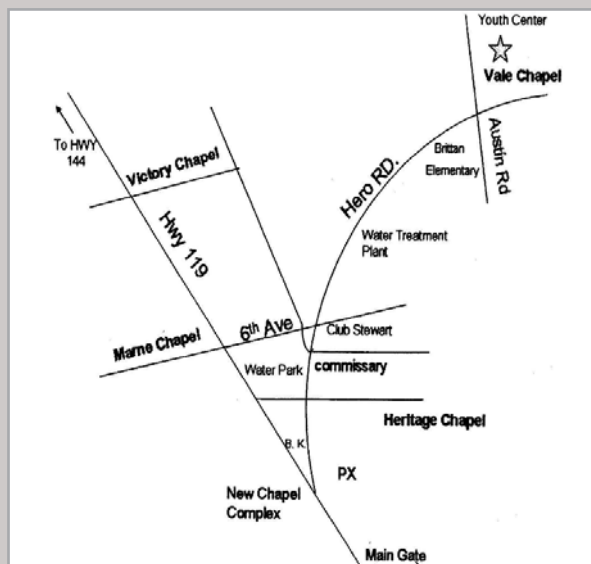 Youth Center
Vale Chapel
To HWY
144
Victory Chapel
Hero RD.
Brittan
Elementary
Austin Rd
Hwy 119
Water Treatment
Plant
Marne Chapel
6th Ave
Club Stewart
Water Park
commissary
Heritage Chapel
B. K.
PX
New Chapel
Complex
Main Gate